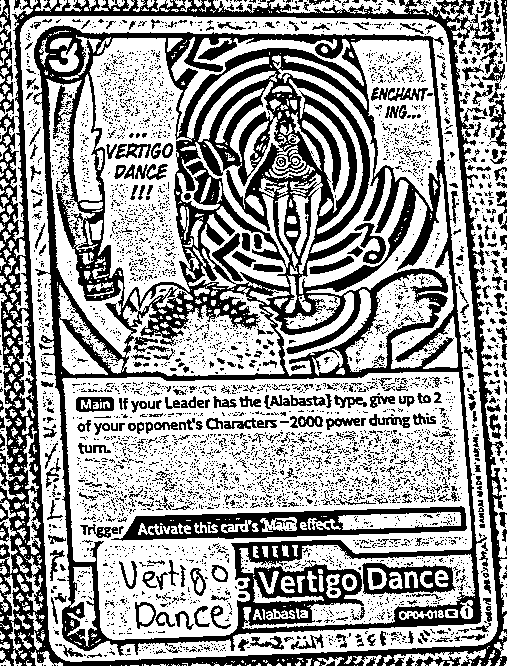 3
ENCHANT-
ING...
...
VERTIGO
DANCE
!!!
Main If your Leader has the {Alabasta} type, give up to 2
of your opponent's Characters −2000 power during this
turn.
Trigger Activate this card's Main effect.
EVENT
g Vertigo Dance
Vertigo
Dance
Alabasta
OP04-018 C 1